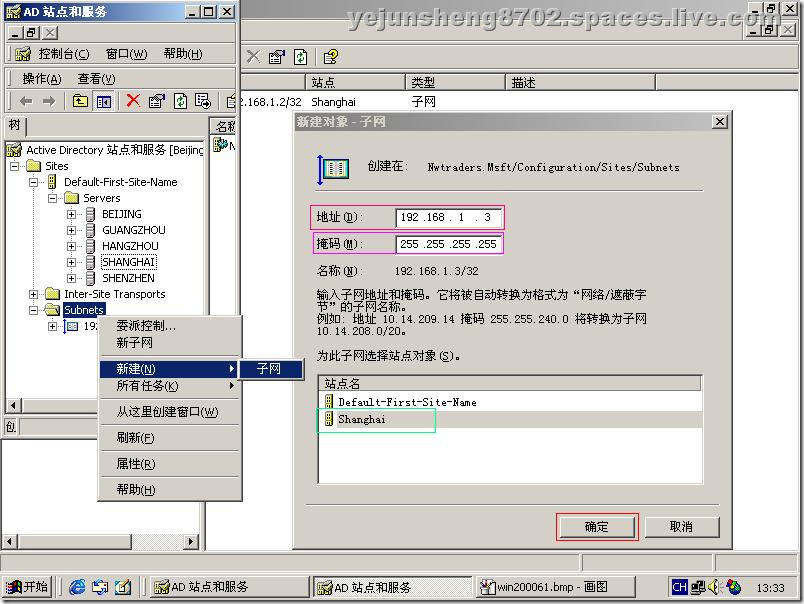 AD 站点和服务
yejunsheng8702.spaces.live.com
控制台(C) 窗口(W) 帮助(H)
操作(A) 查看(V)
树
名称
站点 类型 描述
2.168.1.2/32 Shanghai 子网
Active Directory 站点和服务 [Beijing
Sites
Default-First-Site-Name
Servers
BEIJING
GUANGZHOU
HANGZHOU
SHANGHAI
SHENZHEN
Inter-Site Transports
Subnets
192
委派控制...
新子网
新建(N)
子网
所有任务(K)
从这里创建窗口(W)
刷新(F)
属性(R)
帮助(H)
新建对象 - 子网
创建在: Nwtraders.Msft/Configuration/Sites/Subnets
地址(D): 192 .168 . 1 . 3
掩码(M): 255 .255 .255 .255
名称(N): 192.168.1.3/32
输入子网地址和掩码。它将被自动转换为格式为“网络/遮蔽字
节”的子网名称。
例如: 地址 10.14.209.14 掩码 255.255.240.0 将转换为子网
10.14.208.0/20。
为此子网选择站点对象(S)。
站点名
Default-First-Site-Name
Shanghai
确定 取消
开始 AD 站点和服务 AD 站点和服务 win200061.bmp - 画图 CH 13:33